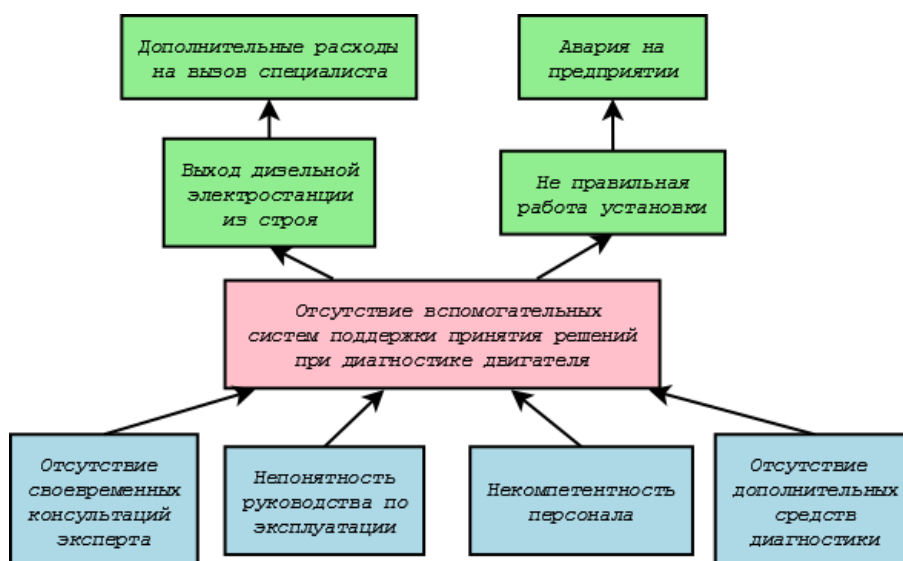 Дополнительные расходы
на вызов специалиста
Авария на
предприятии
Выход дизельной
электростанции
из строя
Не правильная
работа установки
Отсутствие вспомогательных
систем поддержки принятия решений
при диагностике двигателя
Отсутствие
своевременных
консультаций
эксперта
Непонятность
руководства по
эксплуатации
Некомпетентность
персонала
Отсутствие
дополнительных
средств
диагностики